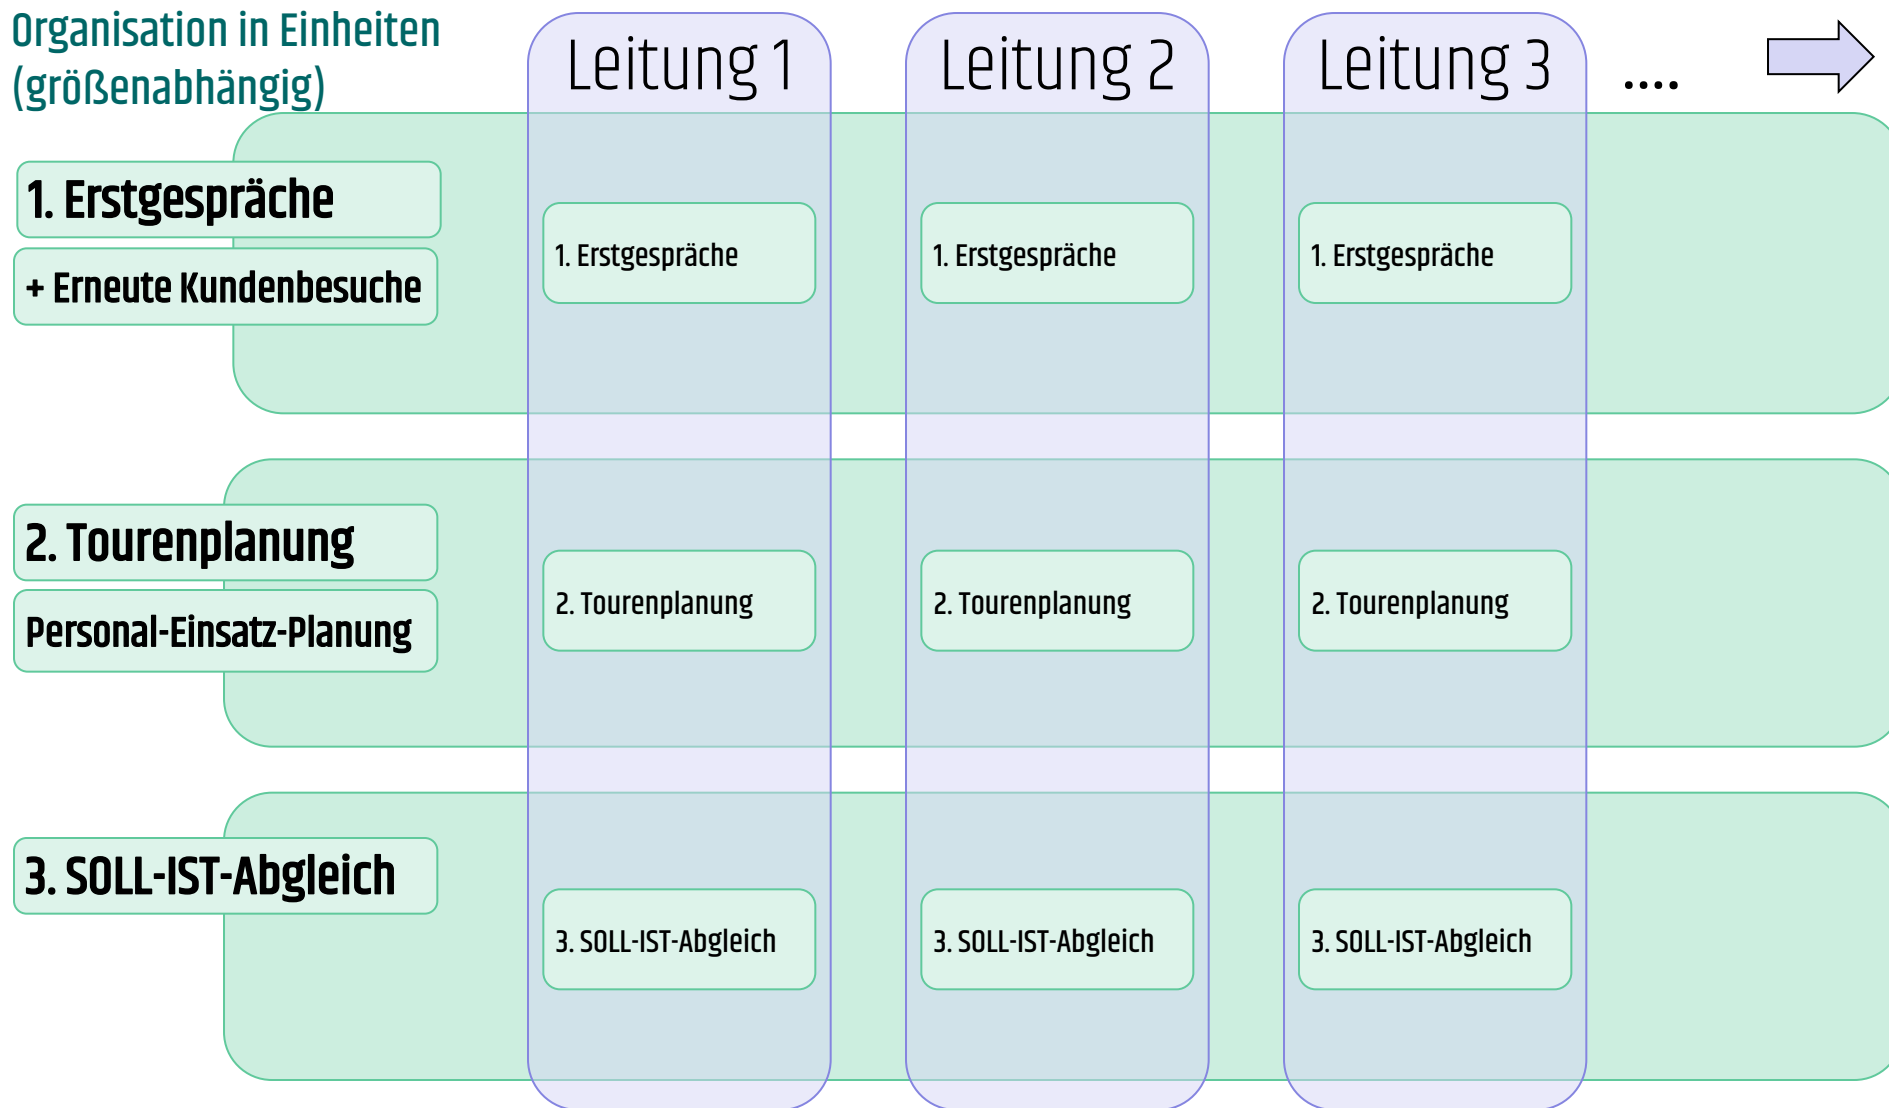 Organisation in Einheiten
(größenabhängig)
Leitung 1
Leitung 2
Leitung 3
....
1. Erstgespräche
+ Erneute Kundenbesuche
1. Erstgespräche
1. Erstgespräche
1. Erstgespräche
2. Tourenplanung
Personal-Einsatz-Planung
2. Tourenplanung
2. Tourenplanung
2. Tourenplanung
3. SOLL-IST-Abgleich
3. SOLL-IST-Abgleich
3. SOLL-IST-Abgleich
3. SOLL-IST-Abgleich